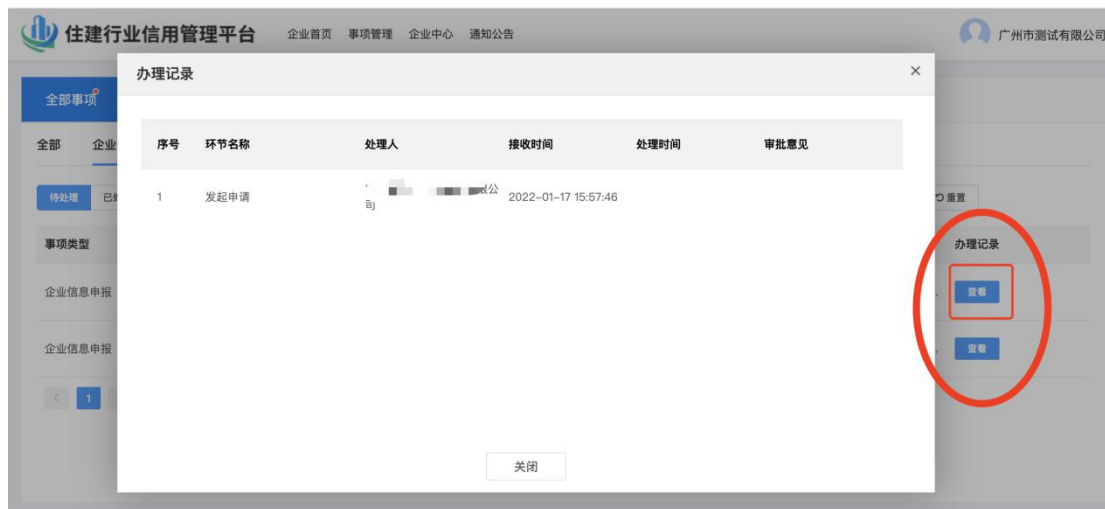 住建行业信用管理平台 企业首页 事项管理 企业中心 通知公告 广州市测试有限公司
办理记录 ×
全部事项
全部 企业
序号 环节名称 处理人 接收时间 处理时间 审批意见
待处理
1 发起申请 公司 2022-01-17 15:57:46
重置
事项类型 办理记录
企业信息申报 查看
企业信息申报 查看
< 1
关闭